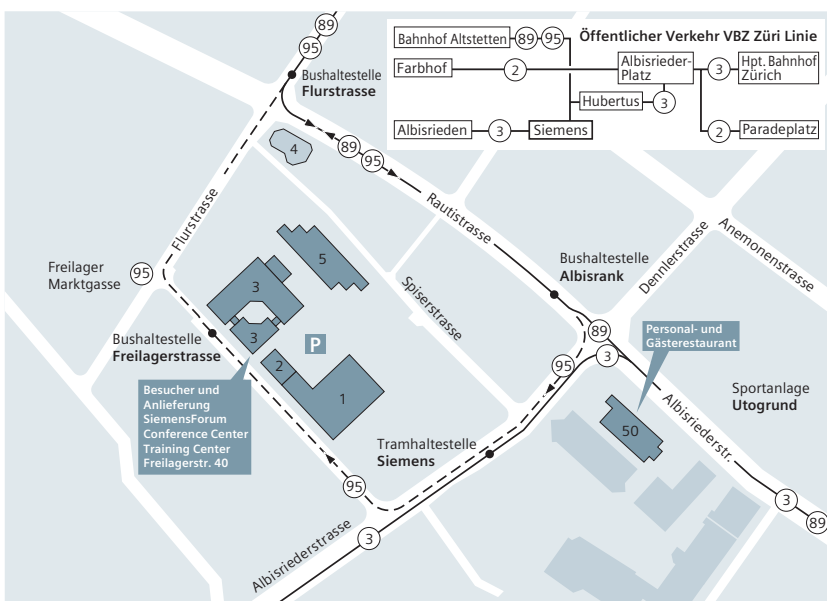 89
95
Bushaltestelle
Flurstrasse
Öffentlicher Verkehr VBZ Züri Linie
Bahnhof Altstetten 89 95
Farbhof 2
Albisrieder-
Platz
3
Hpt. Bahnhof
Zürich
Hubertus 3
Albisrieden 3 Siemens
2 Paradeplatz
4
89
95
Flurstrasse
Rautistrasse
Dennlerstrasse
Anemonenstrasse
Freilager
Marktgasse
95
5
3
Spiserstrasse
Bushaltestelle
Albisrank
Bushaltestelle
Freilagerstrasse
3
P
89
3
Personal- und
Gästerestaurant
2
95
1
Besucher und
Anlieferung
SiemensForum
Conference Center
Training Center
Freilagerstr. 40
Sportanlage
Utogrund
Albisriederstr.
50
Tramhaltestelle
Siemens
95
3
89
Albisriederstrasse
3